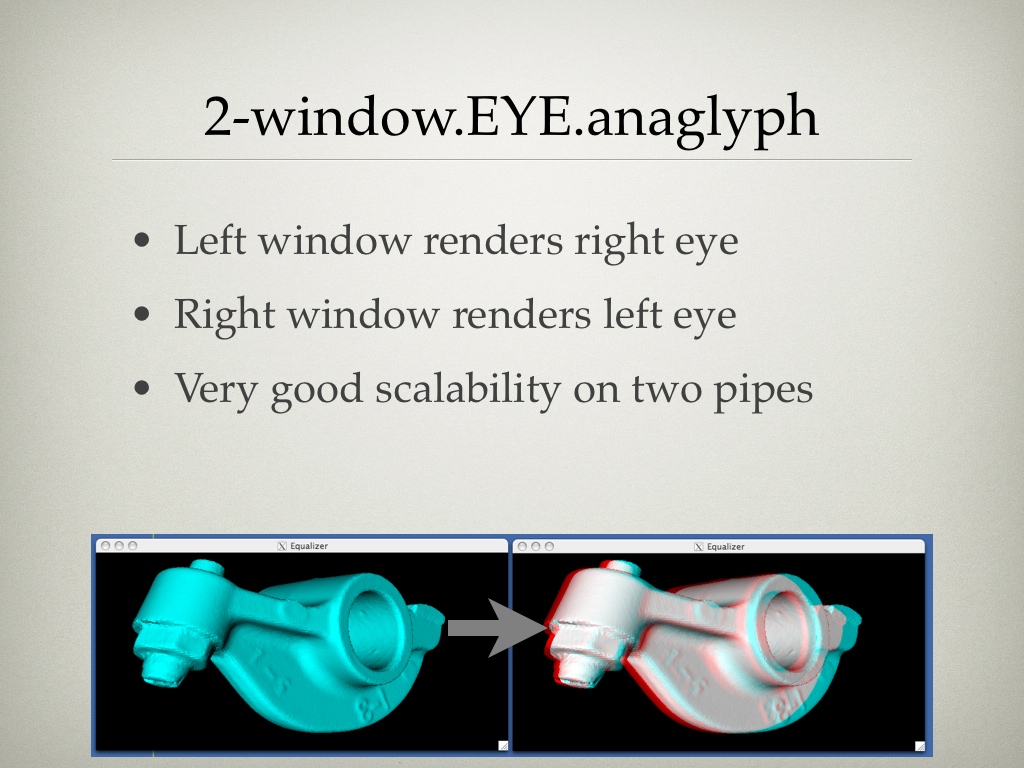 2-window.EYE.anaglyph
• Left window renders right eye
• Right window renders left eye
• Very good scalability on two pipes
X Equalizer
X Equalizer